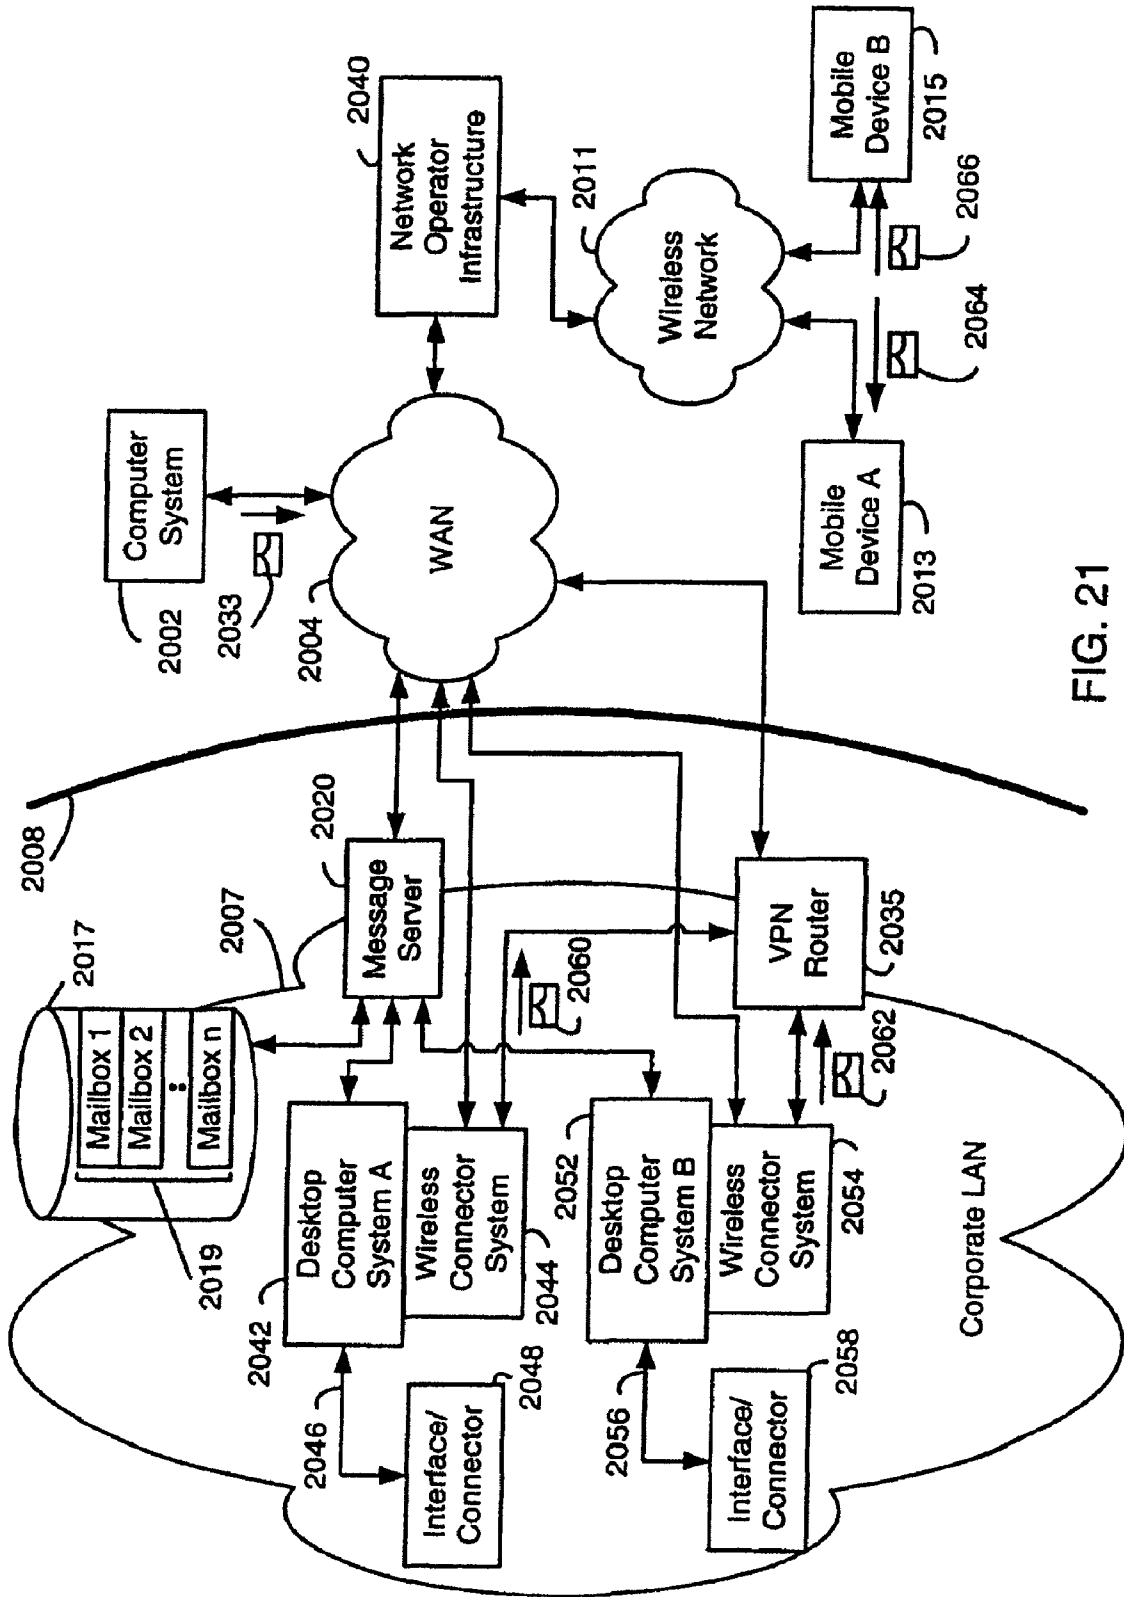 2017
Mailbox 1
Mailbox 2
Mailbox n
2019
2007
2008
2020
Message
Server
2042
Desktop
Computer
System A
Wireless
Connector
System
2044
2046
Interface/
Connector
2048
2060
2052
Desktop
Computer
System B
Wireless
Connector
System
2054
2056
Interface/
Connector
2058
2062
VPN
Router
2035
Corporate LAN
Computer
System
2002
2033
2004
WAN
2040
Network
Operator
Infrastructure
2011
Wireless
Network
Mobile
Device A
2013
2064
2066
Mobile
Device B
2015
FIG. 21